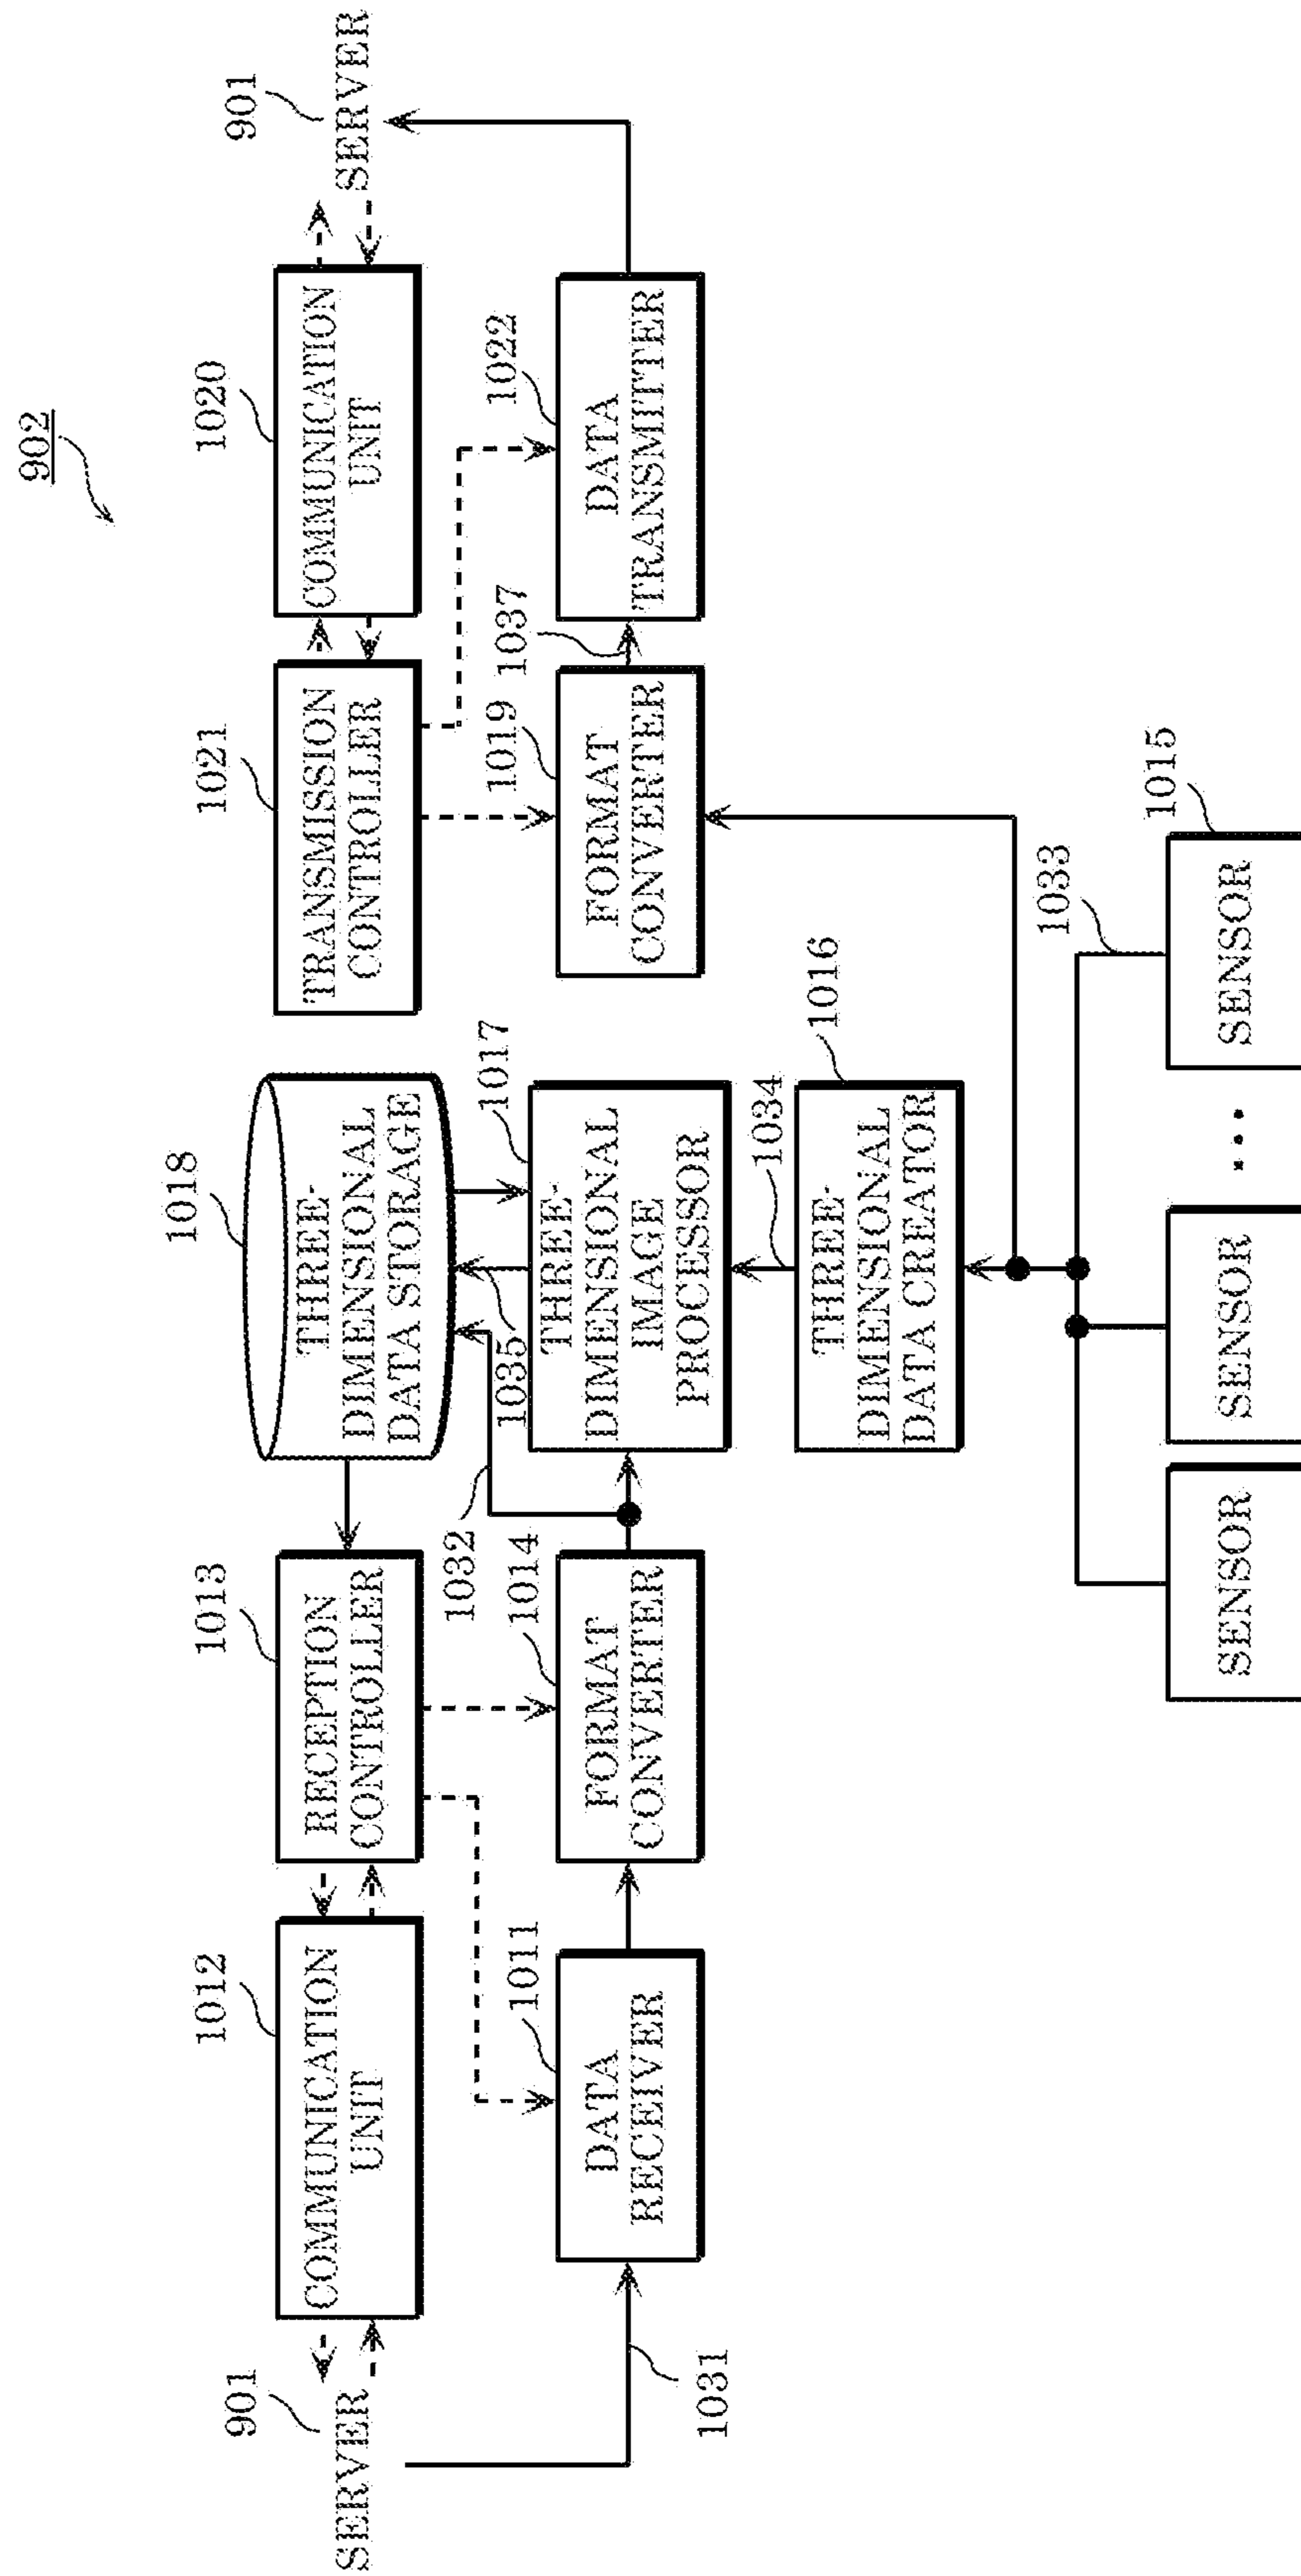 902
901
SERVER
1012
COMMUNICATION
UNIT
1013
RECEPTION
CONTROLLER
1018
THREE-
DIMENSIONAL
DATA STORAGE
1021
TRANSMISSION
CONTROLLER
1020
COMMUNICATION
UNIT
901
SERVER
1031
1011
DATA
RECEIVER
1014
FORMAT
CONVERTER
1032
1035
1017
THREE-
DIMENSIONAL
IMAGE
PROCESSOR
1019
FORMAT
CONVERTER
1037
1022
DATA
TRANSMITTER
1034
1016
THREE-
DIMENSIONAL
DATA CREATOR
1033
1015
SENSOR
SENSOR
...
SENSOR